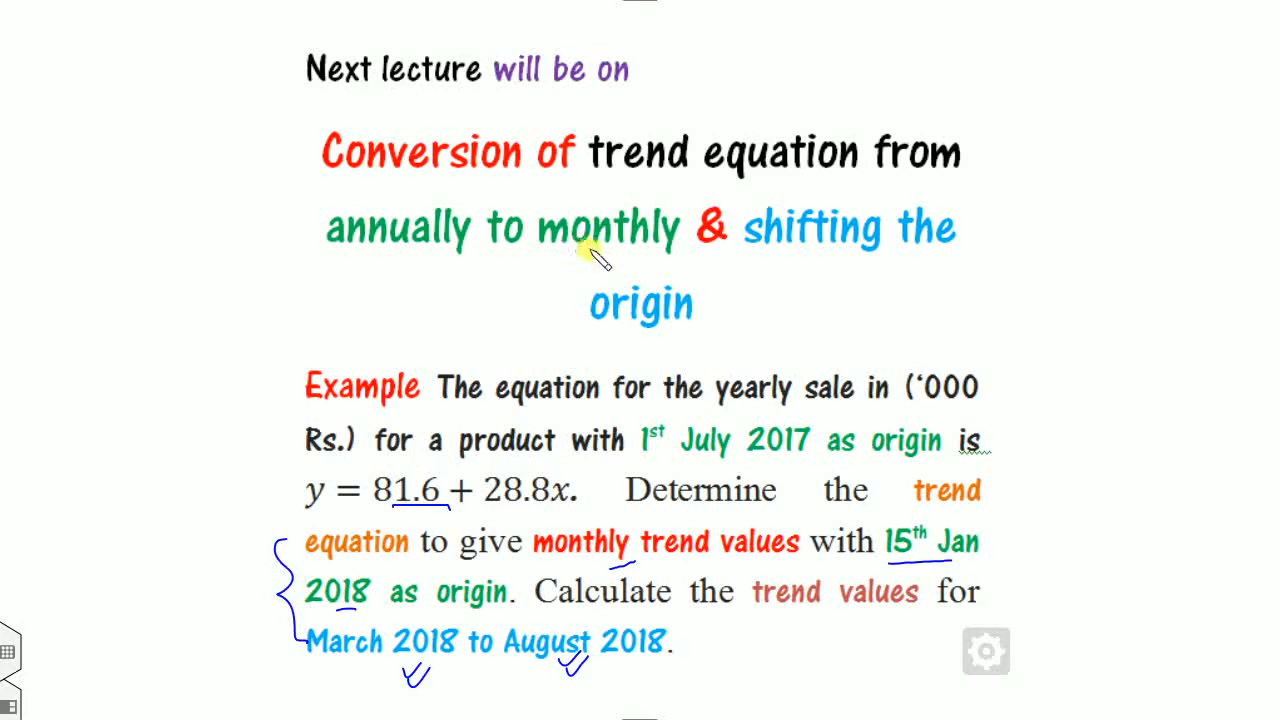 Next lecture will be on
Conversion of trend equation from
annually to monthly & shifting the
origin
Example The equation for the yearly sale in (‘000
Rs.) for a product with 1st July 2017 as origin is
y = 81.6 + 28.8x. Determine the trend
equation to give monthly trend values with 15th Jan
2018 as origin. Calculate the trend values for
March 2018 to August 2018.